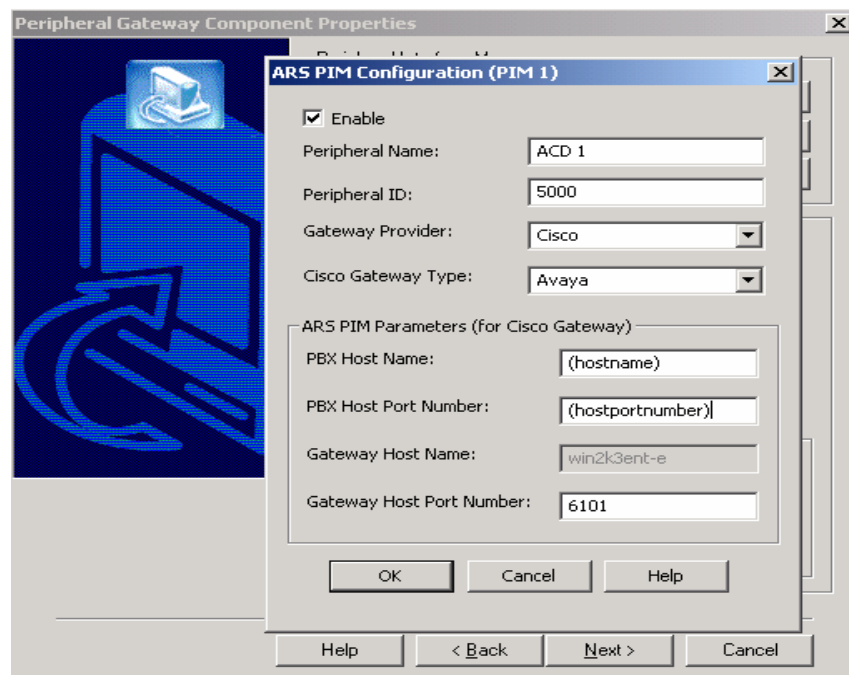 Peripheral Gateway Component Properties
ARS PIM Configuration (PIM 1)
Enable
Peripheral Name:
ACD 1
Peripheral ID:
5000
Gateway Provider:
Cisco
Cisco Gateway Type:
Avaya
ARS PIM Parameters (for Cisco Gateway)
PBX Host Name:
(hostname)
PBX Host Port Number:
(hostportnumber)
Gateway Host Name:
win2k3ent-e
Gateway Host Port Number:
6101
OK
Cancel
Help
Help
< Back
Next >
Cancel